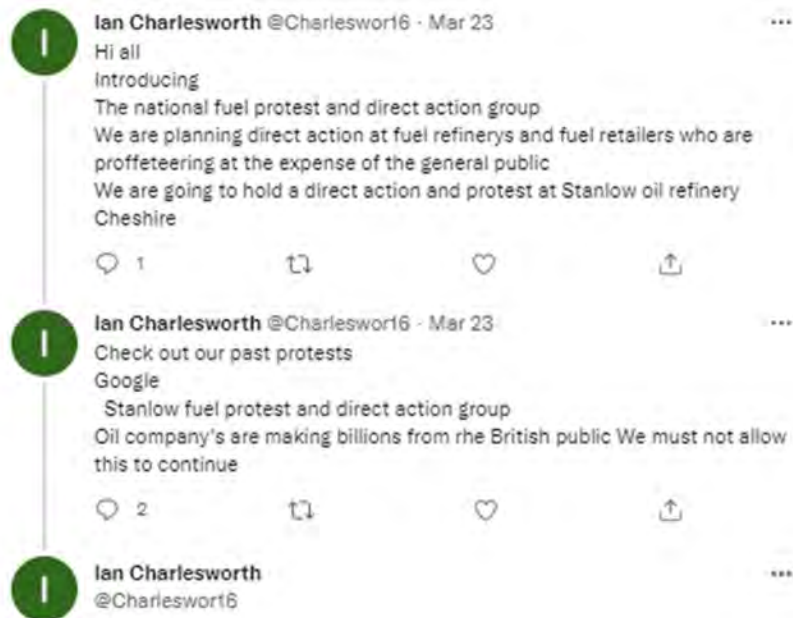 I
Ian Charlesworth @Charleswor16 · Mar 23
Hi all
Introducing
The national fuel protest and direct action group
We are planning direct action at fuel refinerys and fuel retailers who are
proffeteering at the expense of the general public
We are going to hold a direct action and protest at Stanlow oil refinery
Cheshire
1
I
Ian Charlesworth @Charleswor16 · Mar 23
Check out our past protests
Google
Stanlow fuel protest and direct action group
Oil company's are making billions from rhe British public We must not allow
this to continue
2
I
Ian Charlesworth
@Charleswor16